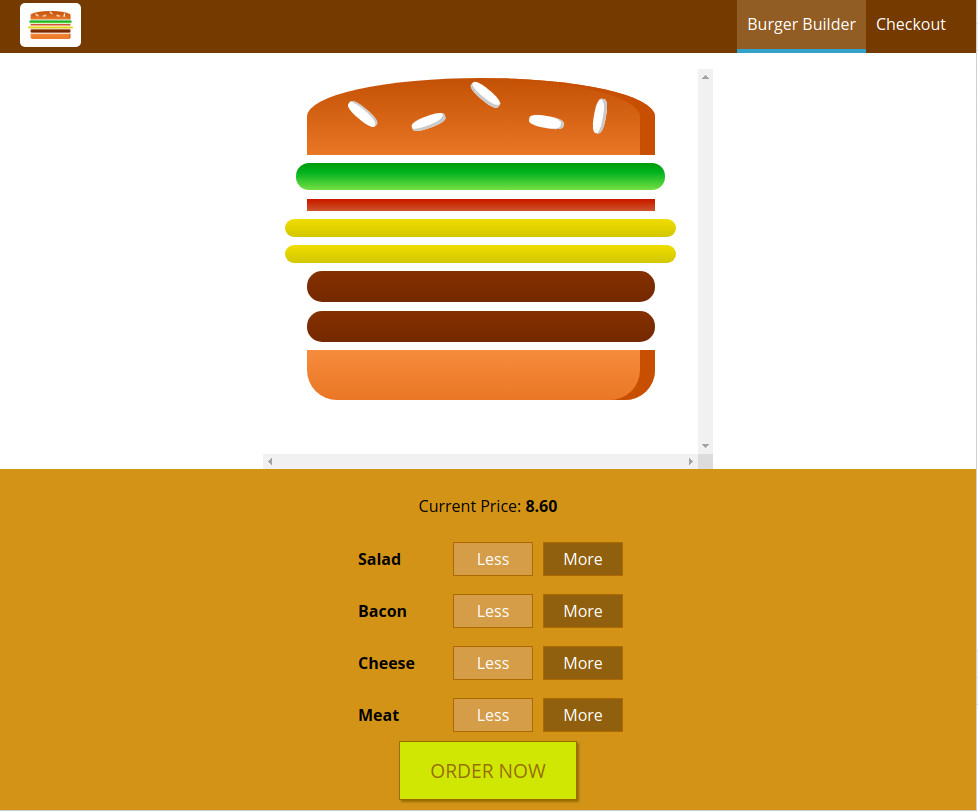 Burger Builder Checkout
Current Price: 8.60
Salad Less More
Bacon Less More
Cheese Less More
Meat Less More
ORDER NOW